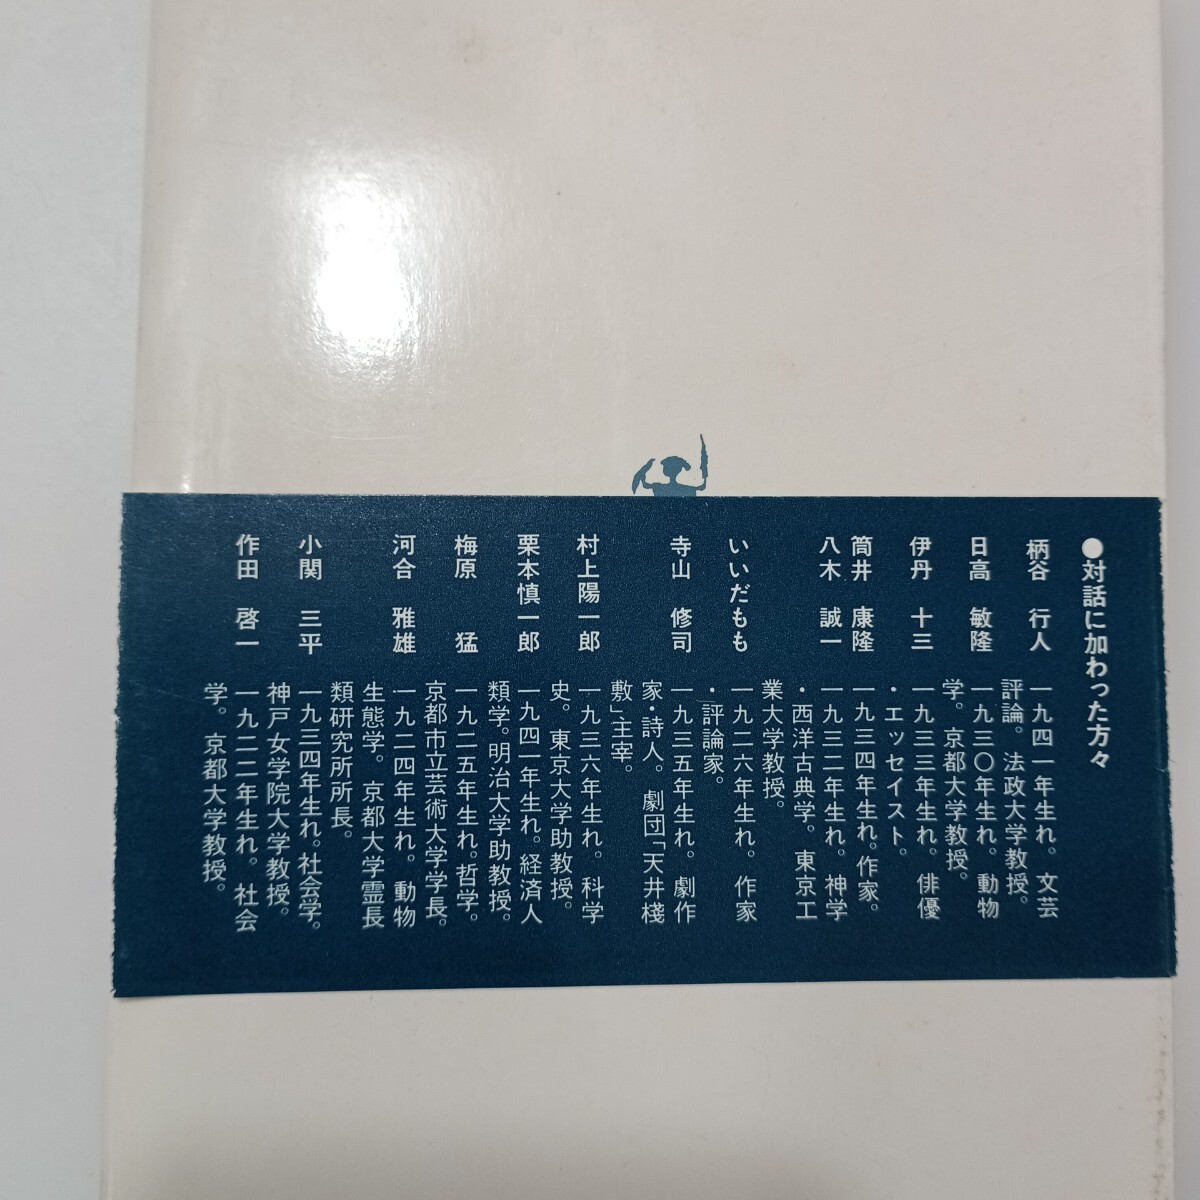 ●対話に加わった方々
柄谷 行人 一九四一年生れ。文芸
評論。法政大学教授。
日高 敏隆 一九三〇年生れ。動物
学。京都大学教授。
伊丹 十三 一九三三年生れ。俳優
・エッセイスト。
筒井 康隆 一九三四年生れ。作家。
八木 誠一 一九三二年生れ。神学
・西洋古典学。東京工
業大学教授。
いいだもも 一九二六年生れ。作家
・評論家。
寺山 修司 一九三五年生れ。劇作
家・詩人。劇団「天井棧
敷」主宰。
村上陽一郎 一九三六年生れ。科学
史。東京大学助教授。
栗本慎一郎 一九四一年生れ。経済人
類学。明治大学助教授。
梅原 猛 一九二五年生れ。哲学。
京都市立芸術大学学長。
河合 雅雄 一九二四年生れ。動物
生態学。京都大学霊長
類研究所所長。
小関 三平 一九三四年生れ。社会学。
神戸女学院大学教授。
作田 啓一 一九二二年生れ。社会
学。京都大学教授。